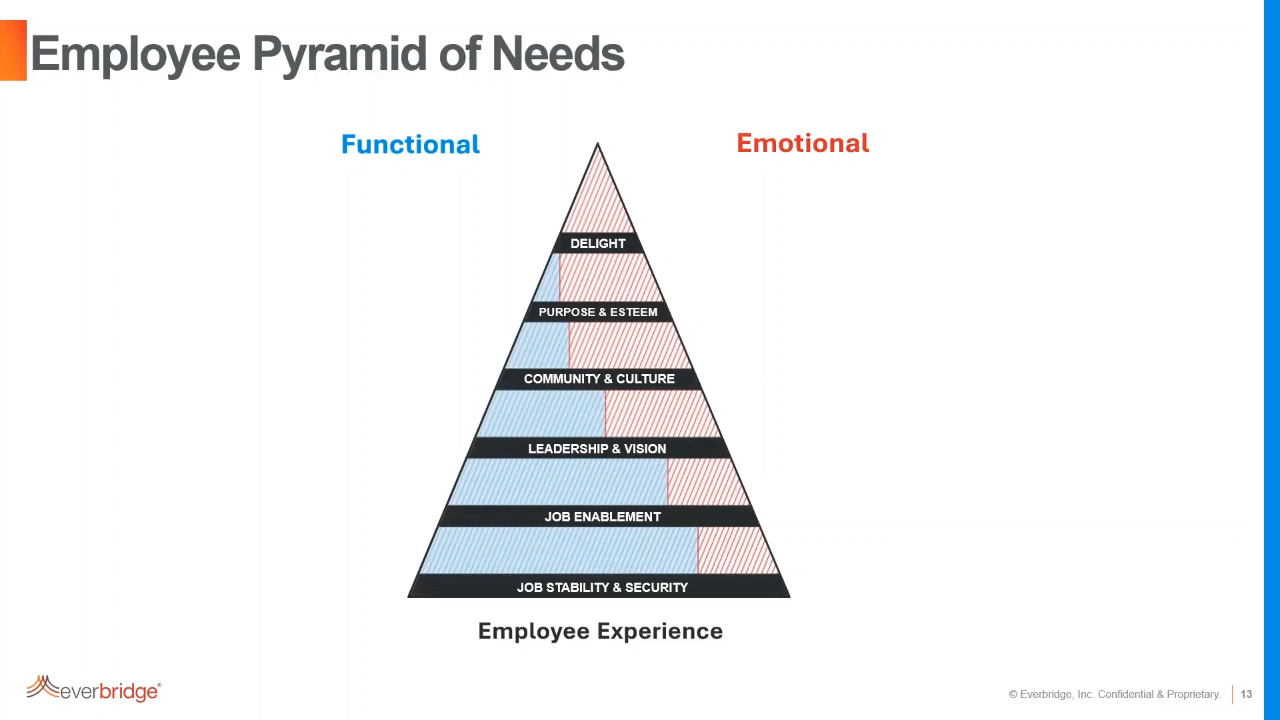 Employee Pyramid of Needs
Functional
Emotional
DELIGHT
PURPOSE & ESTEEM
COMMUNITY & CULTURE
LEADERSHIP & VISION
JOB ENABLEMENT
JOB STABILITY & SECURITY
Employee Experience
everbridge®
© Everbridge, Inc. Confidential & Proprietary.
13